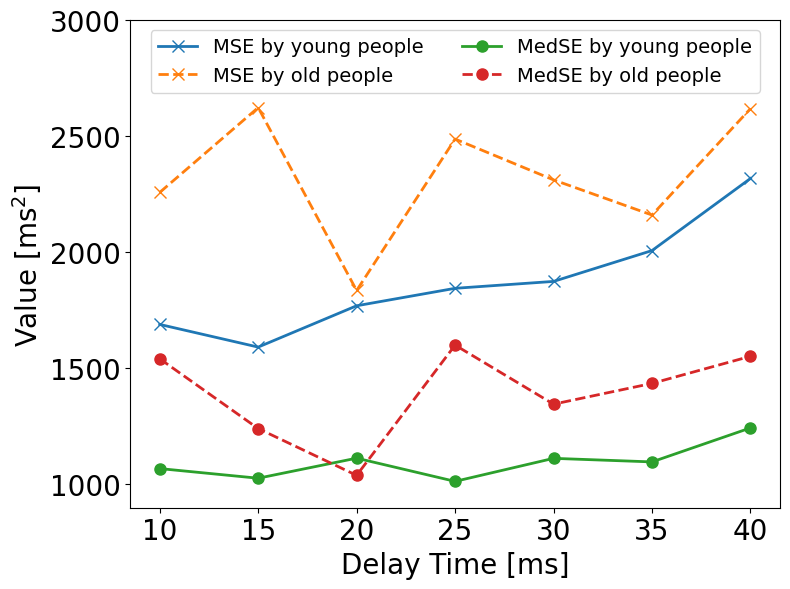 MSE by young people
MSE by old people
MedSE by young people
MedSE by old people
3000
2500
2000
1500
1000
Value [ms²]
10 15 20 25 30 35 40
Delay Time [ms]